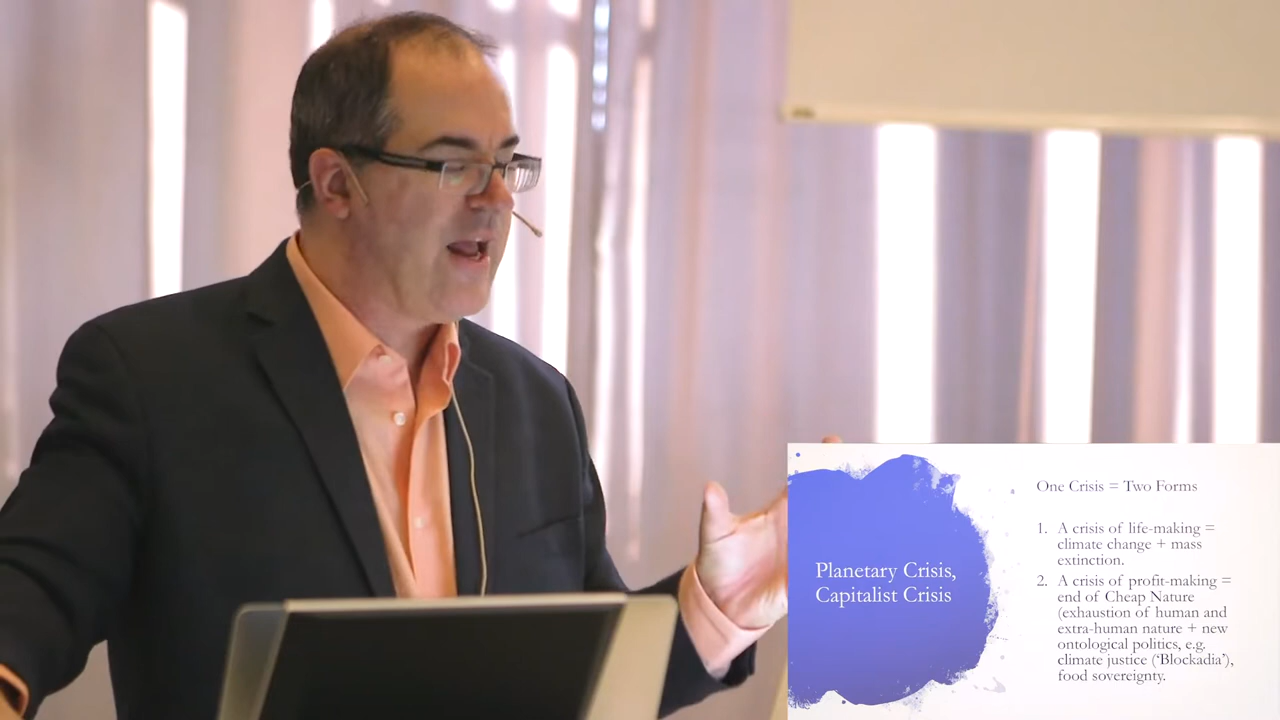 Planetary Crisis,
Capitalist Crisis
One Crisis = Two Forms
1. A crisis of life-making =
climate change + mass
extinction.
2. A crisis of profit-making =
end of Cheap Nature
(exhaustion of human and
extra-human nature + new
ontological politics, e.g.
climate justice (‘Blockadia’),
food sovereignty.